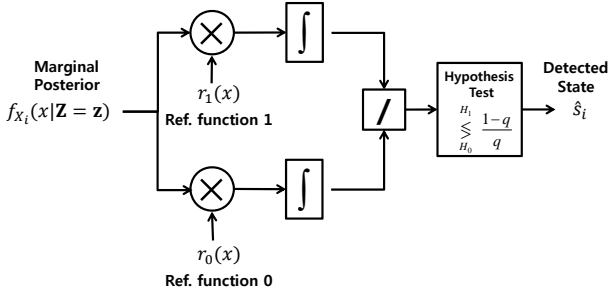 Marginal
Posterior
f_{X_i}(x|Z = z)
×
∫
r_1(x)
Ref. function 1
/
Hypothesis
Test
H_1
≶ (1−q)/q
H_0
Detected
State
ŝ_i
×
∫
r_0(x)
Ref. function 0